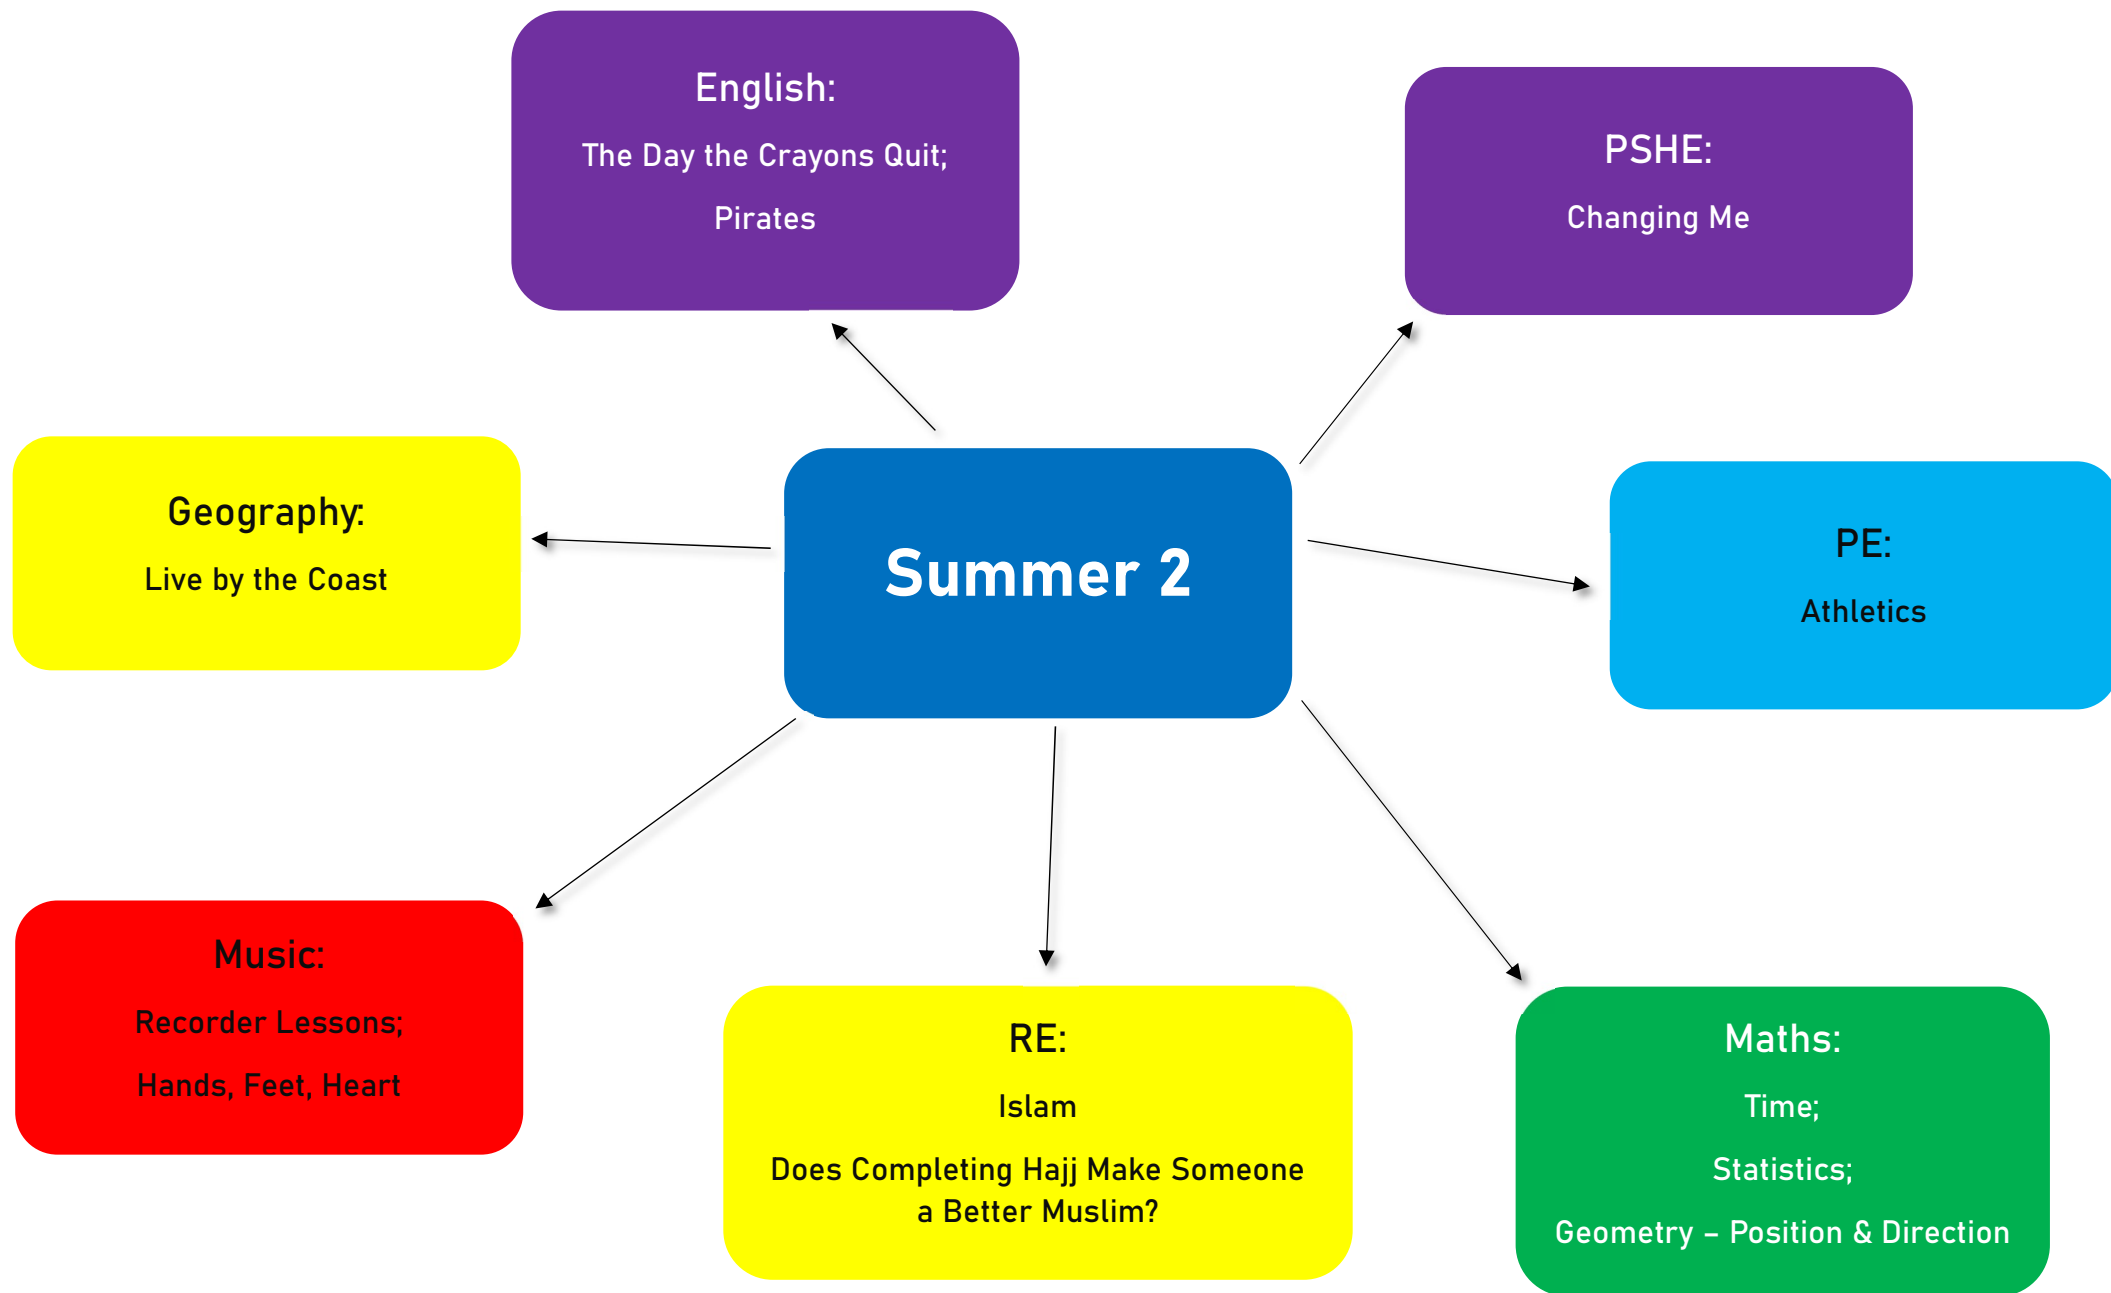 English:
The Day the Crayons Quit;
Pirates
PSHE:
Changing Me
Geography:
Live by the Coast
Summer 2
PE:
Athletics
Music:
Recorder Lessons;
Hands, Feet, Heart
RE:
Islam
Does Completing Hajj Make Someone
a Better Muslim?
Maths:
Time;
Statistics;
Geometry – Position & Direction